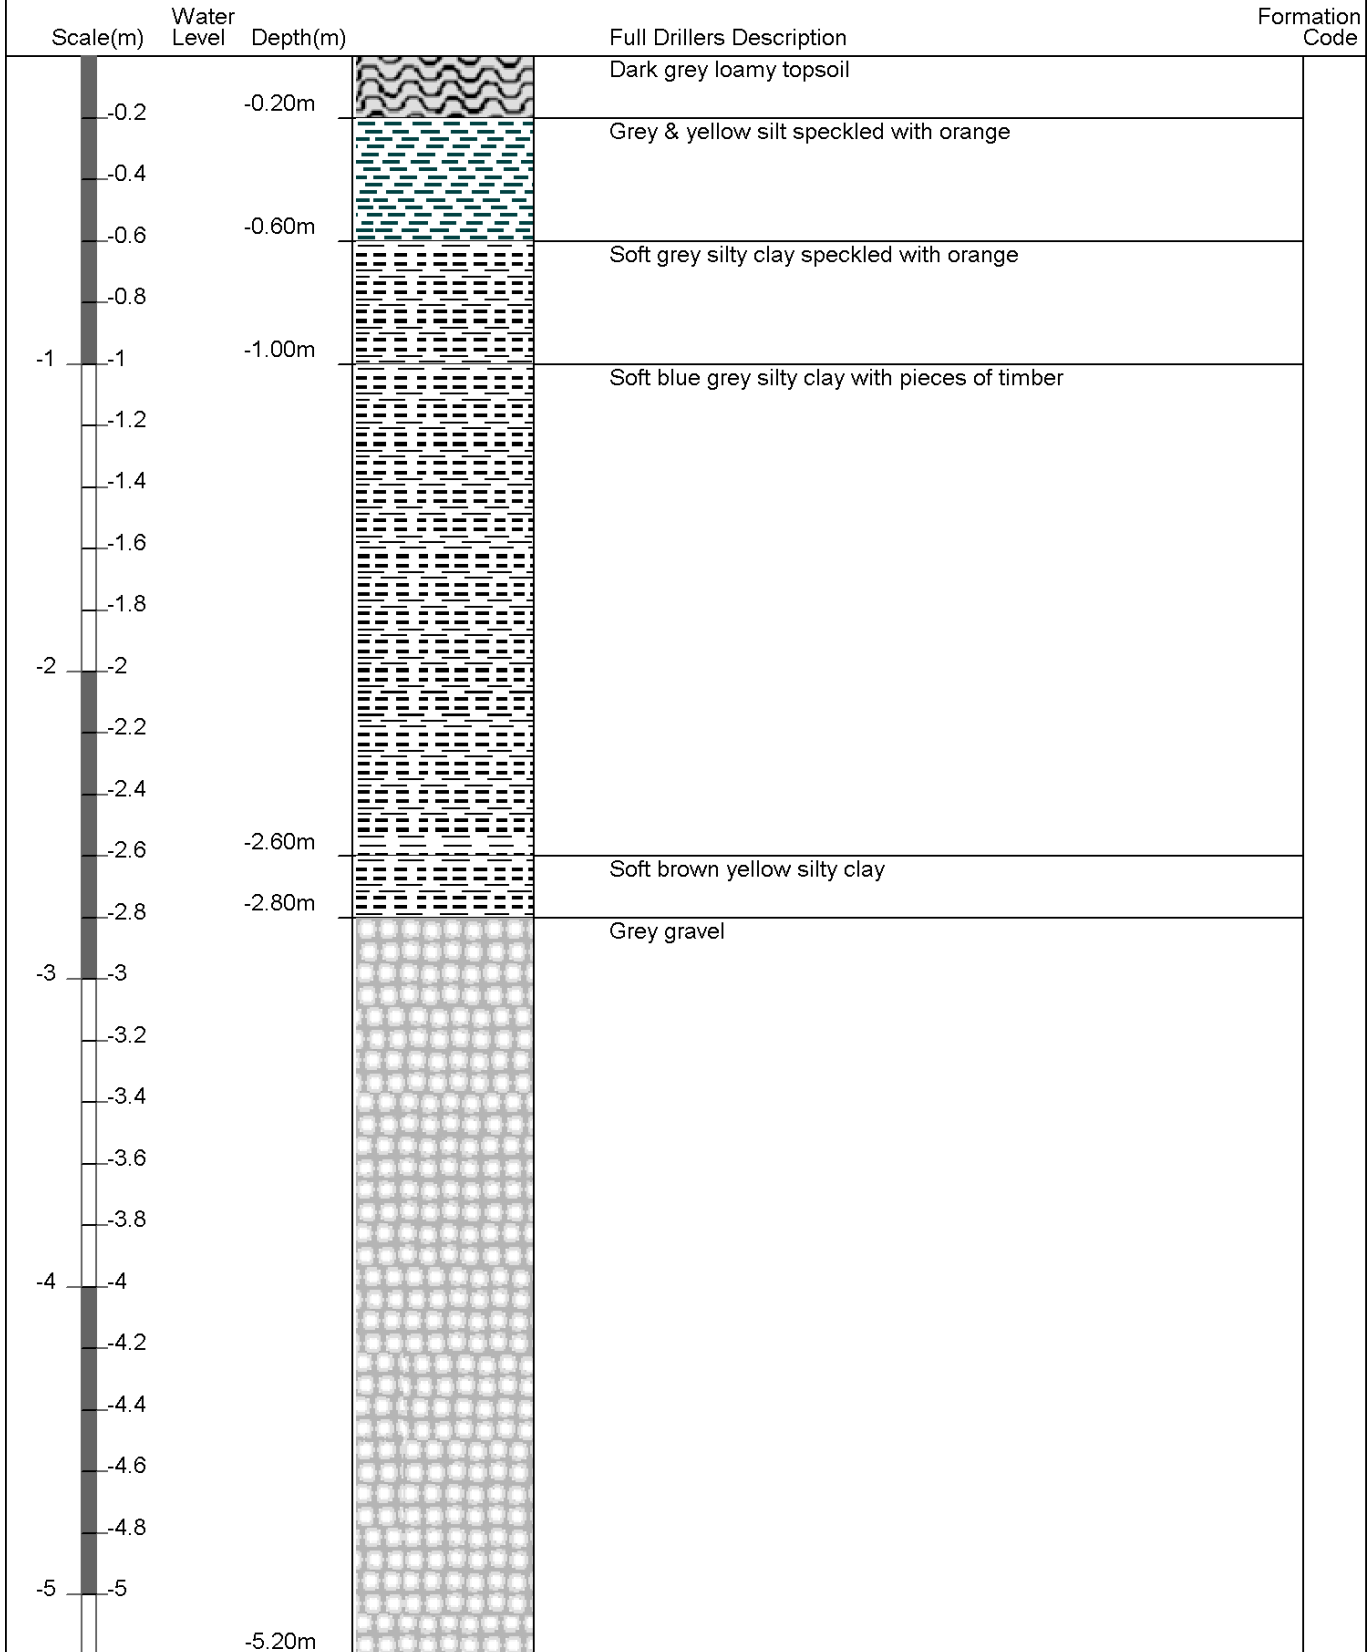 Water Formation
Scale(m) Level Depth(m) Full Drillers Description Code
Dark grey loamy topsoil
-0.20m
-0.2
Grey & yellow silt speckled with orange
-0.4
-0.60m
-0.6
Soft grey silty clay speckled with orange
-0.8
-1.00m
-1 -1
Soft blue grey silty clay with pieces of timber
-1.2
-1.4
-1.6
-1.8
-2 -2
-2.2
-2.4
-2.60m
-2.6
Soft brown yellow silty clay
-2.80m
-2.8
Grey gravel
-3 -3
-3.2
-3.4
-3.6
-3.8
-4 -4
-4.2
-4.4
-4.6
-4.8
-5 -5
-5.20m